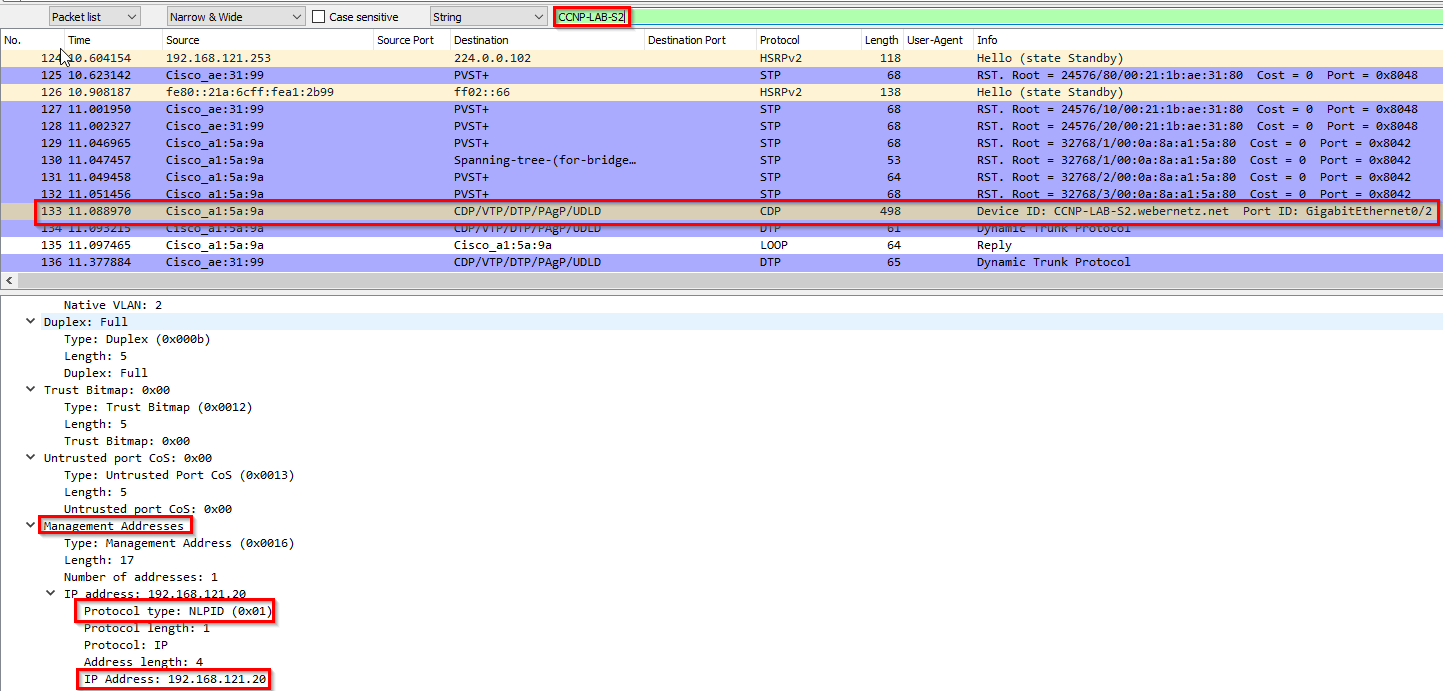 Packet list Narrow & Wide Case sensitive String CCNP-LAB-S2
No. Time Source Source Port Destination Destination Port Protocol Length User-Agent Info
124 10.604154 192.168.121.253 224.0.0.102 HSRPv2 118 Hello (state Standby)
125 10.623142 Cisco_ae:31:99 PVST+ STP 68 RST. Root = 24576/80/00:21:1b:ae:31:80 Cost = 0 Port = 0x8048
126 10.908187 fe80::21a:6cff:fea1:2b99 ff02::66 HSRPv2 138 Hello (state Standby)
127 11.001950 Cisco_ae:31:99 PVST+ STP 68 RST. Root = 24576/10/00:21:1b:ae:31:80 Cost = 0 Port = 0x8048
128 11.002327 Cisco_ae:31:99 PVST+ STP 68 RST. Root = 24576/20/00:21:1b:ae:31:80 Cost = 0 Port = 0x8048
129 11.046965 Cisco_a1:5a:9a PVST+ STP 68 RST. Root = 32768/1/00:0a:8a:a1:5a:80 Cost = 0 Port = 0x8042
130 11.047457 Cisco_a1:5a:9a Spanning-tree-(for-bridge… STP 53 RST. Root = 32768/1/00:0a:8a:a1:5a:80 Cost = 0 Port = 0x8042
131 11.049458 Cisco_a1:5a:9a PVST+ STP 64 RST. Root = 32768/2/00:0a:8a:a1:5a:80 Cost = 0 Port = 0x8042
132 11.051456 Cisco_a1:5a:9a PVST+ STP 68 RST. Root = 32768/3/00:0a:8a:a1:5a:80 Cost = 0 Port = 0x8042
133 11.088970 Cisco_a1:5a:9a CDP/VTP/DTP/PAgP/UDLD CDP 498 Device ID: CCNP-LAB-S2.webernetz.net Port ID: GigabitEthernet0/2
134 11.093215 Cisco_a1:5a:9a CDP/VTP/DTP/PAgP/UDLD DTP 61 Dynamic Trunk Protocol
135 11.097465 Cisco_a1:5a:9a Cisco_a1:5a:9a LOOP 64 Reply
136 11.377884 Cisco_ae:31:99 CDP/VTP/DTP/PAgP/UDLD DTP 65 Dynamic Trunk Protocol
Native VLAN: 2
Duplex: Full
Type: Duplex (0x000b)
Length: 5
Duplex: Full
Trust Bitmap: 0x00
Type: Trust Bitmap (0x0012)
Length: 5
Trust Bitmap: 0x00
Untrusted port CoS: 0x00
Type: Untrusted Port CoS (0x0013)
Length: 5
Untrusted port CoS: 0x00
Management Addresses
Type: Management Address (0x0016)
Length: 17
Number of addresses: 1
IP address: 192.168.121.20
Protocol type: NLPID (0x01)
Protocol length: 1
Protocol: IP
Address length: 4
IP Address: 192.168.121.20